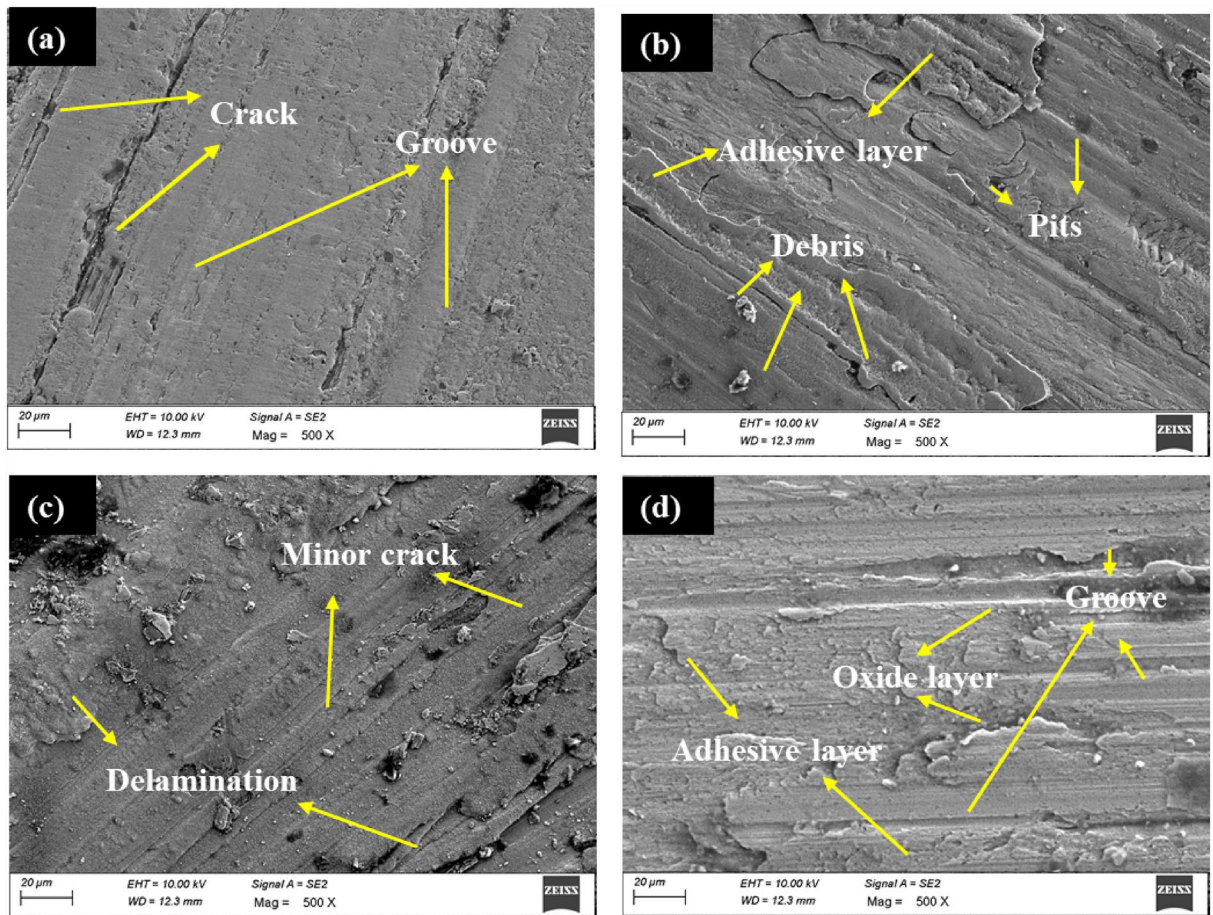 (a)
Crack
Groove
20 µm
EHT = 10.00 kV
Signal A = SE2
WD = 12.3 mm
Mag = 500 X
ZEISS
(b)
Adhesive layer
Pits
Debris
20 µm
EHT = 10.00 kV
Signal A = SE2
WD = 12.3 mm
Mag = 500 X
ZEISS
(c)
Minor crack
Delamination
20 µm
EHT = 10.00 kV
Signal A = SE2
WD = 12.3 mm
Mag = 500 X
ZEISS
(d)
Groove
Oxide layer
Adhesive layer
20 µm
EHT = 10.00 kV
Signal A = SE2
WD = 12.3 mm
Mag = 500 X
ZEISS